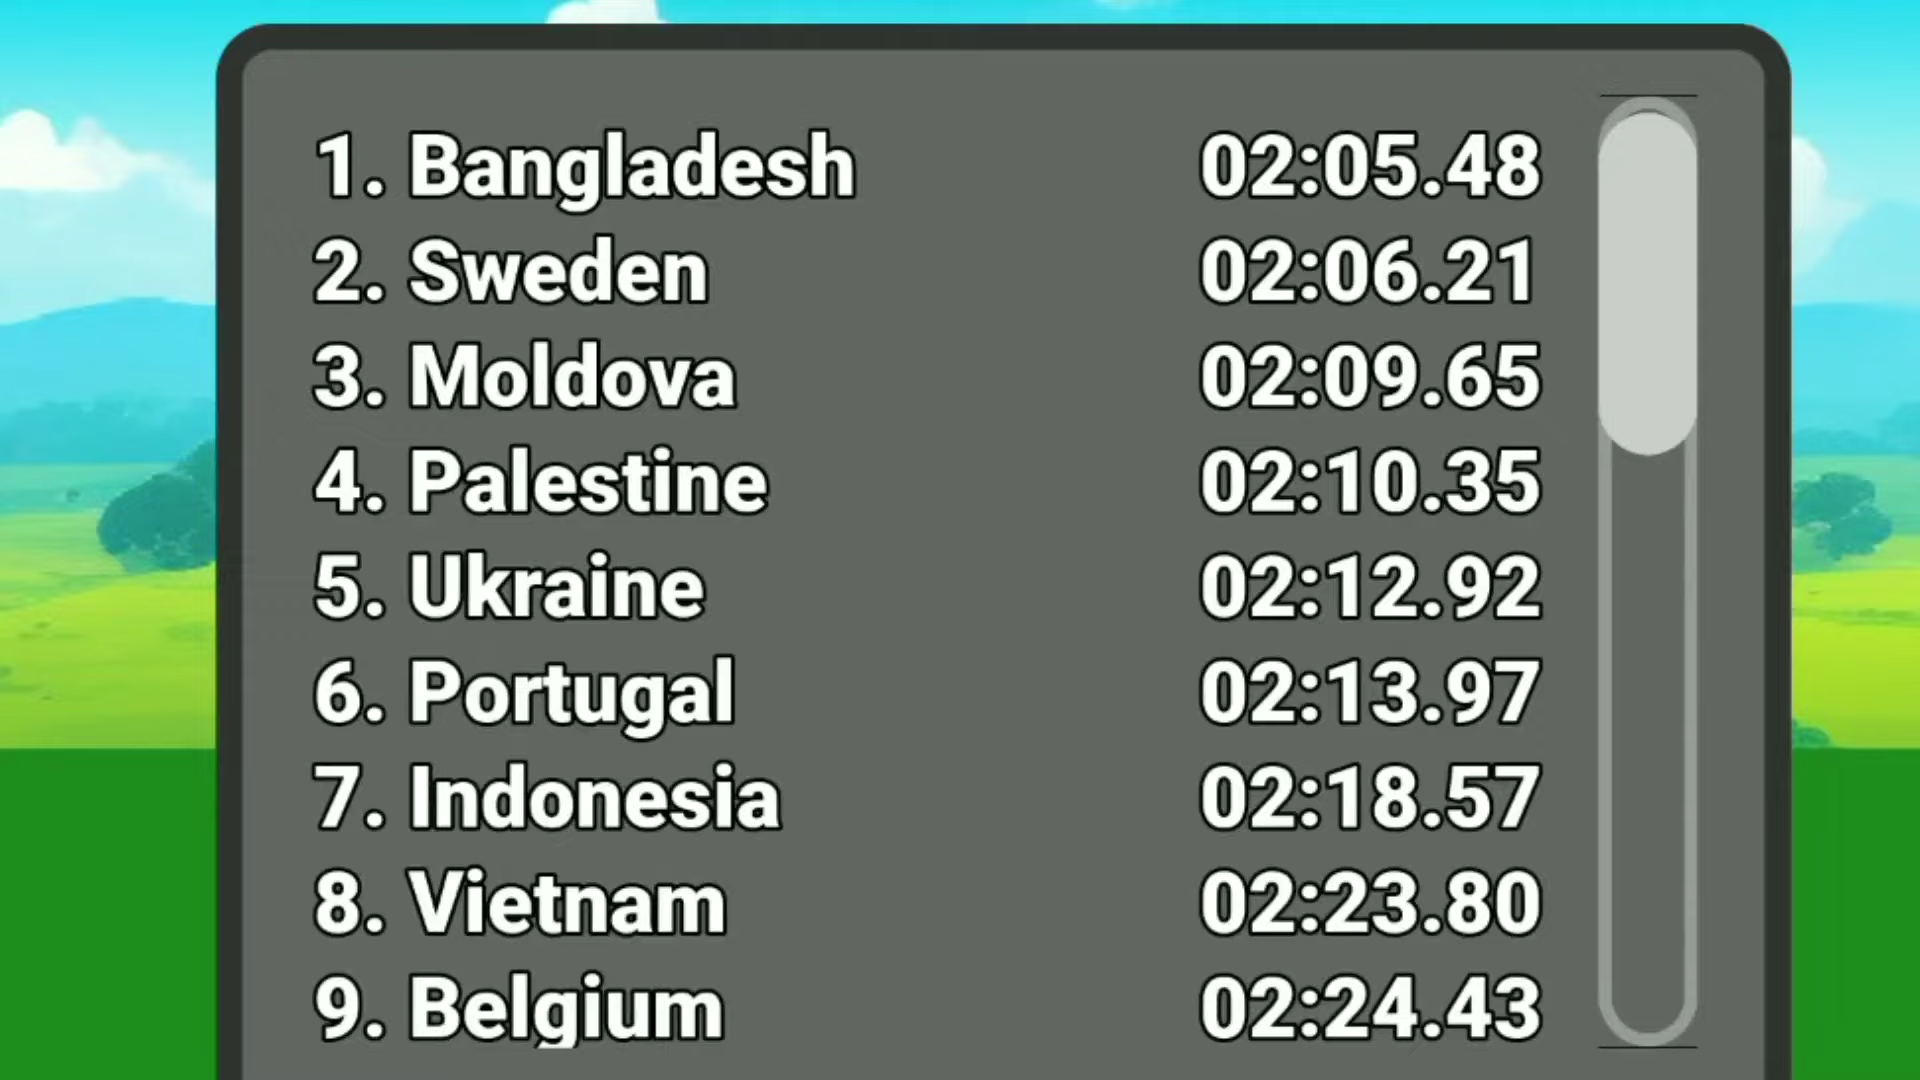 1. Bangladesh 02:05.48
2. Sweden 02:06.21
3. Moldova 02:09.65
4. Palestine 02:10.35
5. Ukraine 02:12.92
6. Portugal 02:13.97
7. Indonesia 02:18.57
8. Vietnam 02:23.80
9. Belgium 02:24.43